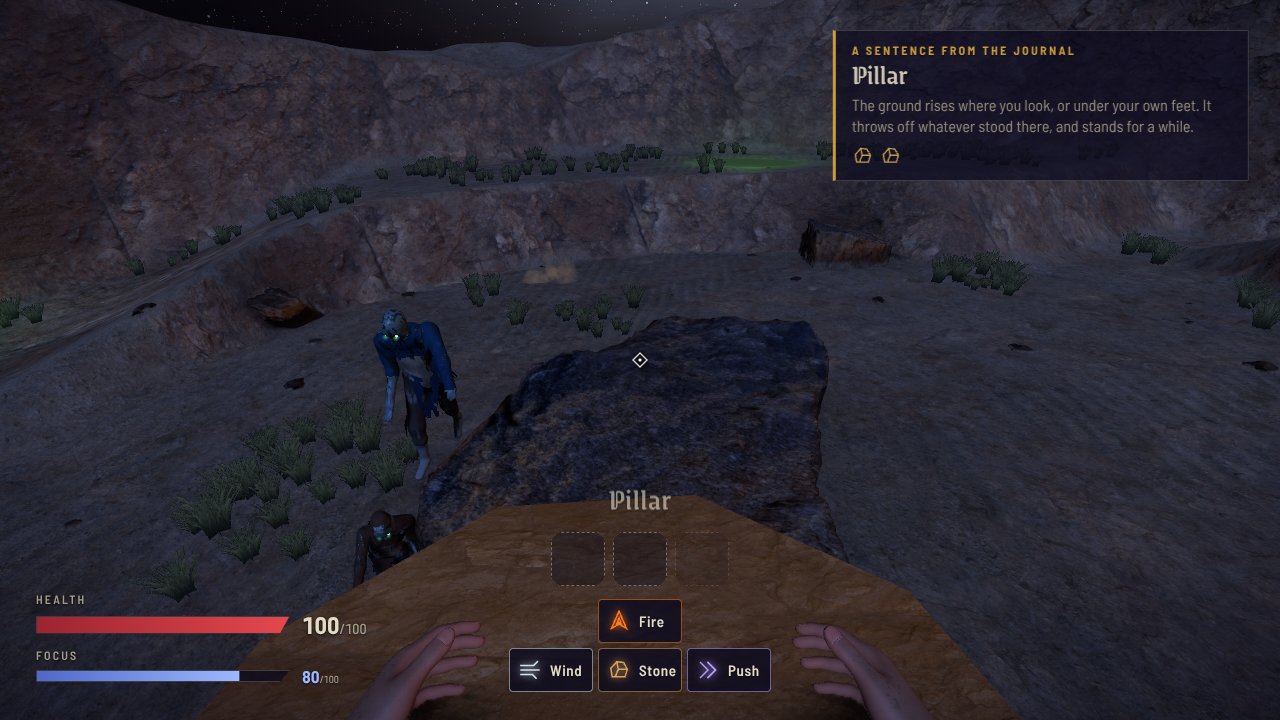 A SENTENCE FROM THE JOURNAL
Pillar
The ground rises where you look, or under your own feet. It
throws off whatever stood there, and stands for a while.
Pillar
HEALTH
100/100
FOCUS
80/100
Fire
Wind
Stone
Push